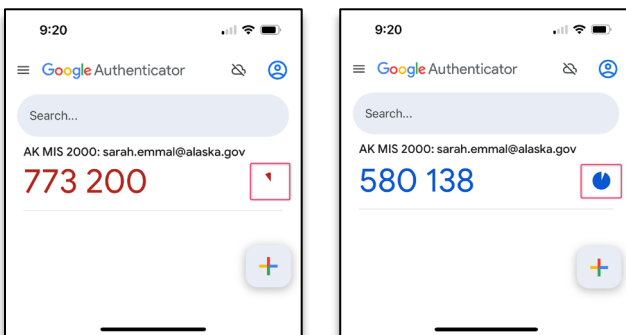 9:20
Google Authenticator
Search...
AK MIS 2000: sarah.emmal@alaska.gov
773 200
9:20
Google Authenticator
Search...
AK MIS 2000: sarah.emmal@alaska.gov
580 138